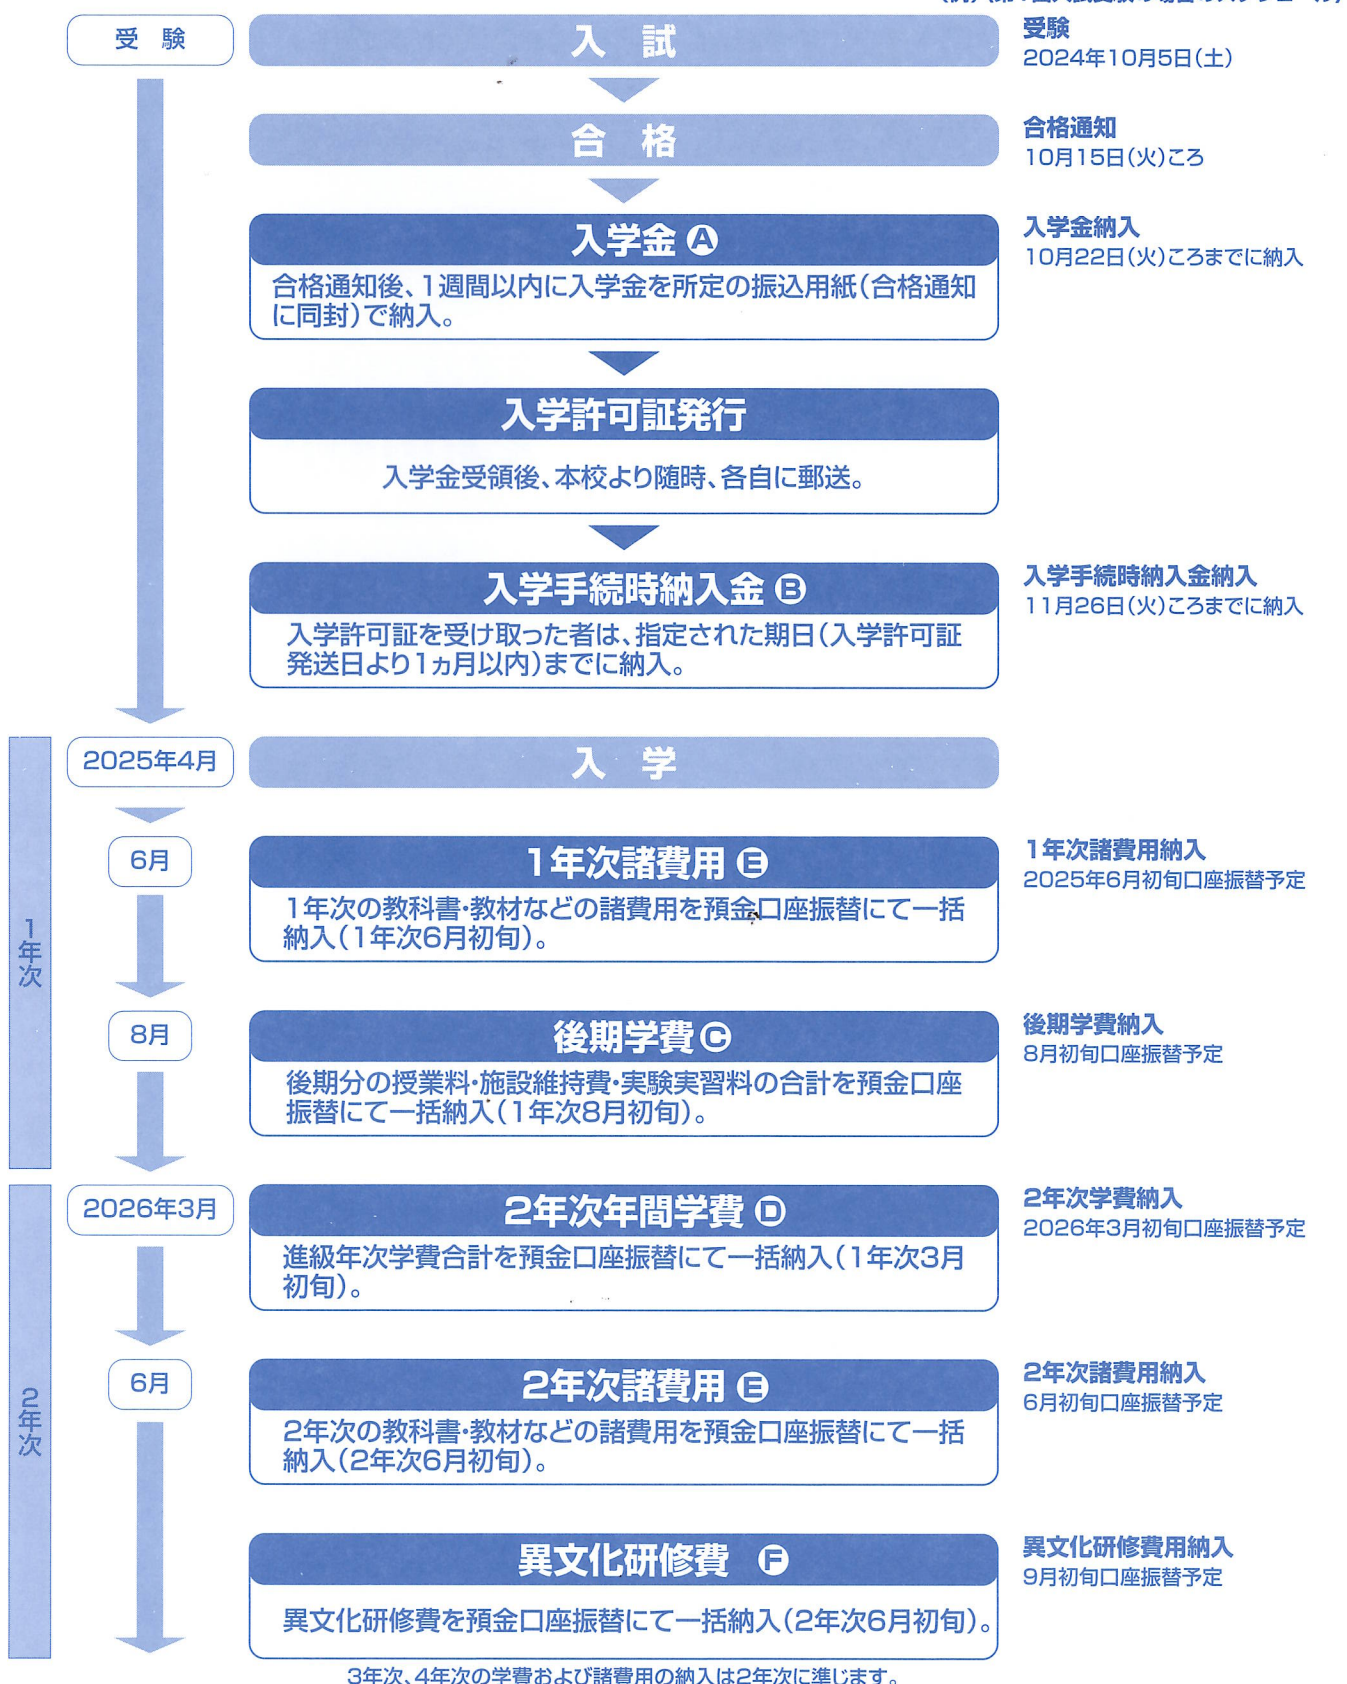 受 験
入 試
受験
2024年10月5日(土)
合 格
合格通知
10月15日(火)ころ
入学金 A
合格通知後、1週間以内に入学金を所定の振込用紙(合格通知
に同封)で納入。
入学金納入
10月22日(火)ころまでに納入
入学許可証発行
入学金受領後、本校より随時、各自に郵送。
入学手続時納入金 B
入学許可証を受け取った者は、指定された期日(入学許可証
発送日より1ヵ月以内)までに納入。
入学手続時納入金納入
11月26日(火)ころまでに納入
1年次
2025年4月
入 学
6月
1年次諸費用 E
1年次の教科書・教材などの諸費用を預金口座振替にて一括
納入(1年次6月初旬)。
1年次諸費用納入
2025年6月初旬口座振替予定
8月
後期学費 C
後期分の授業料・施設維持費・実験実習料の合計を預金口座
振替にて一括納入(1年次8月初旬)。
後期学費納入
8月初旬口座振替予定
2年次
2026年3月
2年次年間学費 D
進級年次学費合計を預金口座振替にて一括納入(1年次3月
初旬)。
2年次学費納入
2026年3月初旬口座振替予定
6月
2年次諸費用 E
2年次の教科書・教材などの諸費用を預金口座振替にて一括
納入(2年次6月初旬)。
2年次諸費用納入
6月初旬口座振替予定
異文化研修費 F
異文化研修費を預金口座振替にて一括納入(2年次6月初旬)。
異文化研修費用納入
9月初旬口座振替予定
3年次、4年次の学費および諸費用の納入は2年次に準じます。